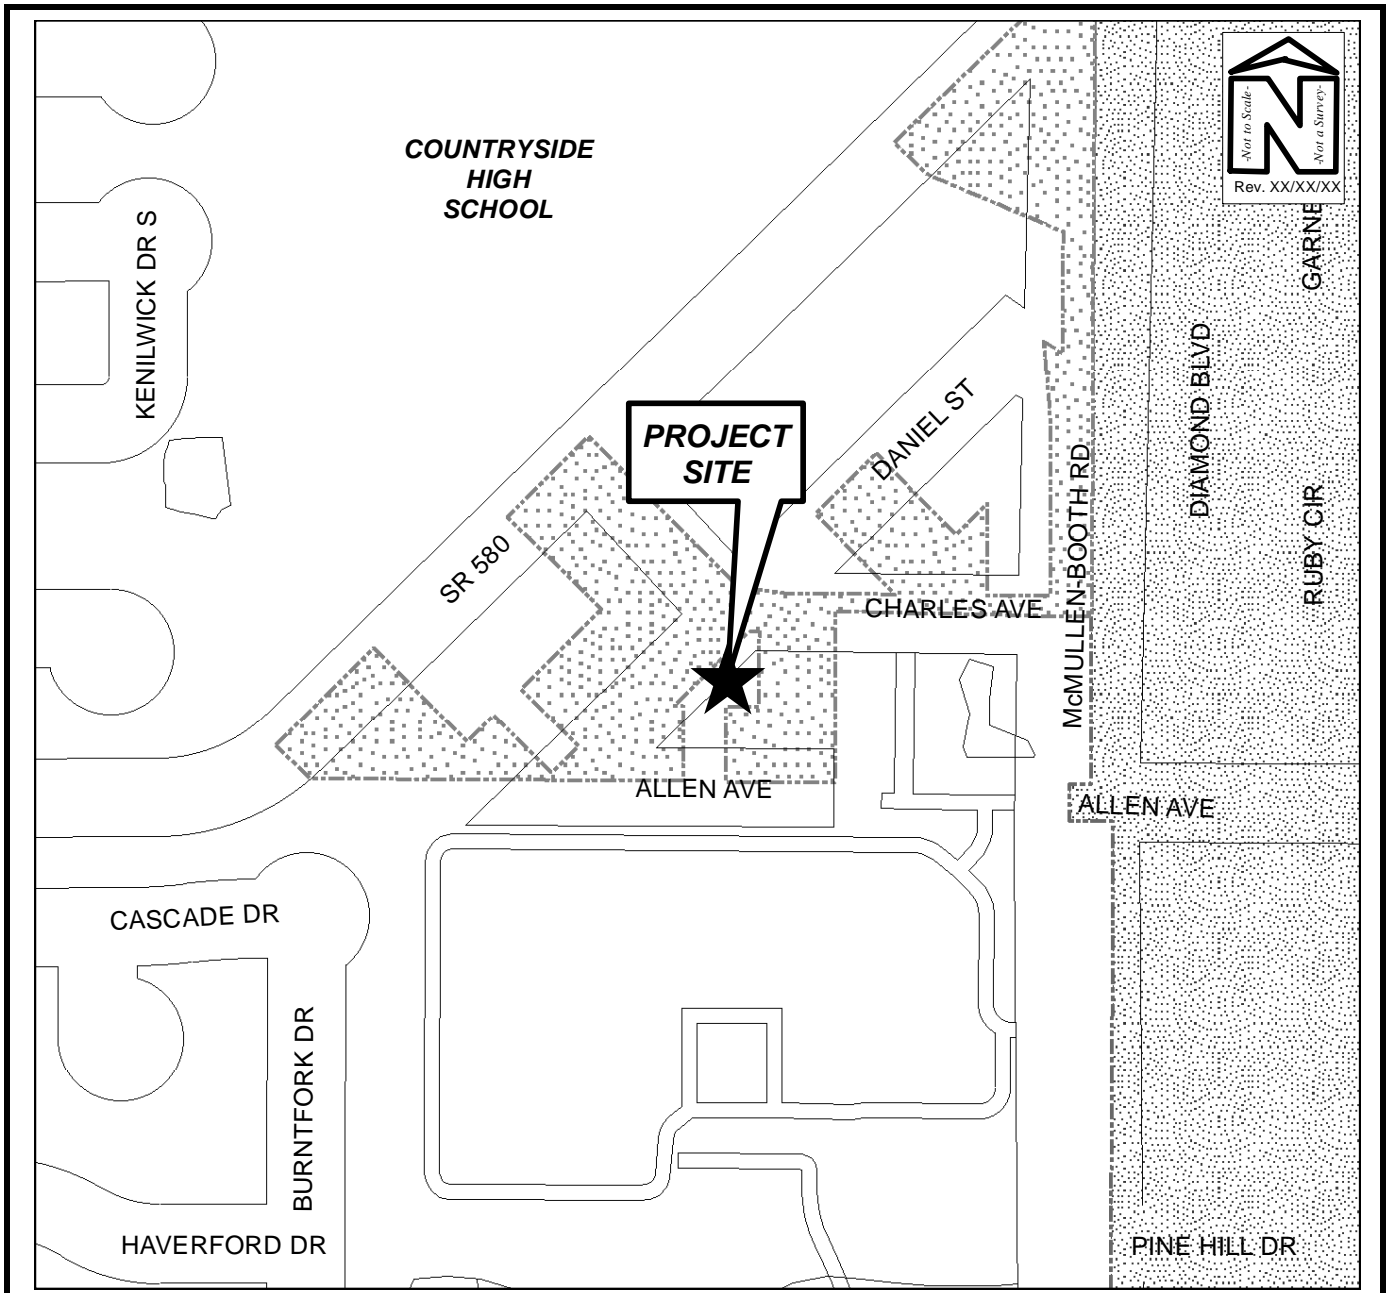 -Not to Scale-
-Not a Survey-
N
Rev. XX/XX/XX
COUNTRYSIDE
HIGH
SCHOOL
KENILWICK DR S
DIAMOND BLVD
RUBY CIR
DANIEL ST
PROJECT
SITE
McMULLEN-BOOTH RD
SR 580
CHARLES AVE
ALLEN AVE
ALLEN AVE
CASCADE DR
BURNTFORK DR
HAVERFORD DR
PINE HILL DR